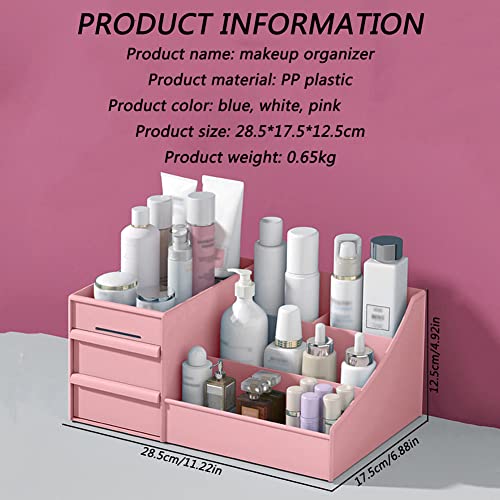 PRODUCT INFORMATION
Product name: makeup organizer
Product material: PP plastic
Product color: blue, white, pink
Product size: 28.5*17.5*12.5cm
Product weight: 0.65kg
12.5cm/4.92in
28.5cm/11.22in
17.5cm/6.88in